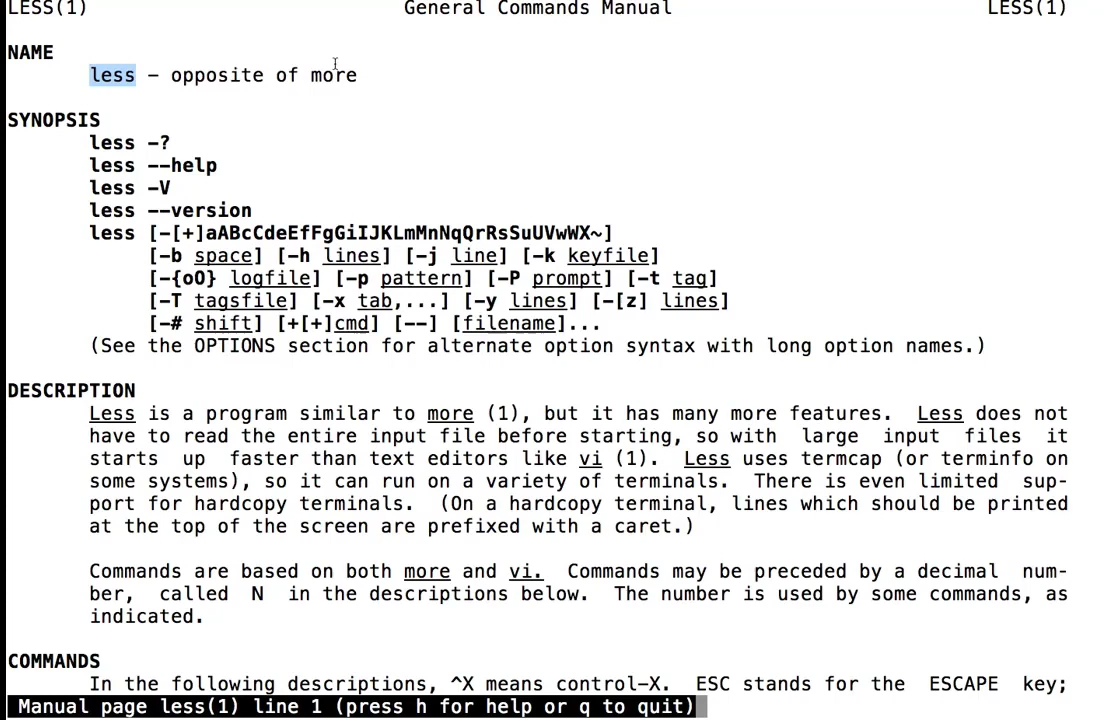 LESS(1) General Commands Manual LESS(1)
NAME
less - opposite of more
SYNOPSIS
less -?
less --help
less -V
less --version
less [-[+]aABcCdeEfFgGiIJKLmMnNqQrRsSuUVwWX~]
[-b space] [-h lines] [-j line] [-k keyfile]
[-{oO} logfile] [-p pattern] [-P prompt] [-t tag]
[-T tagsfile] [-x tab,...] [-y lines] [-[z] lines]
[-# shift] [+[+]cmd] [--] [filename]...
(See the OPTIONS section for alternate option syntax with long option names.)
DESCRIPTION
Less is a program similar to more (1), but it has many more features. Less does not
have to read the entire input file before starting, so with large input files it
starts up faster than text editors like vi (1). Less uses termcap (or terminfo on
some systems), so it can run on a variety of terminals. There is even limited sup-
port for hardcopy terminals. (On a hardcopy terminal, lines which should be printed
at the top of the screen are prefixed with a caret.)
Commands are based on both more and vi. Commands may be preceded by a decimal num-
ber, called N in the descriptions below. The number is used by some commands, as
indicated.
COMMANDS
In the following descriptions, ^X means control-X. ESC stands for the ESCAPE key;
Manual page less(1) line 1 (press h for help or q to quit)